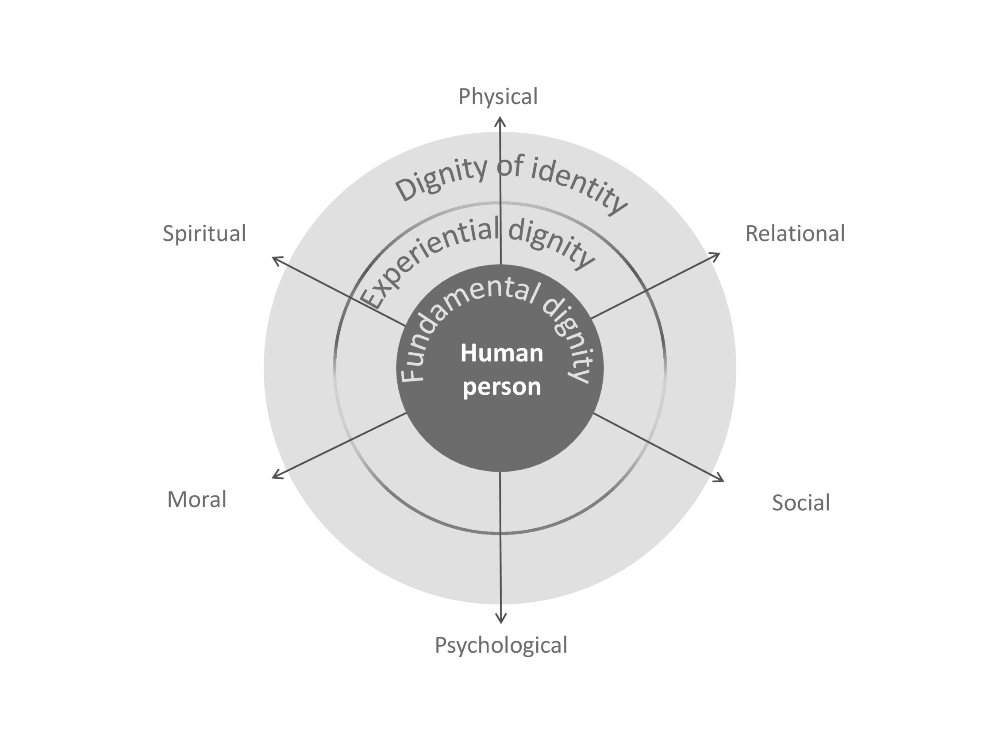 Physical
Dignity of identity
Spiritual
Relational
Experiential dignity
Fundamental dignity
Human
person
Moral
Social
Psychological